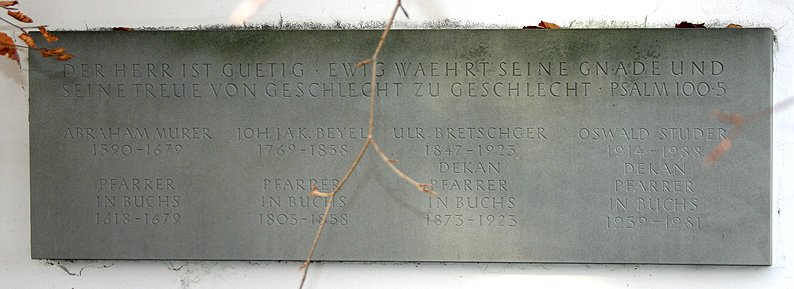 DER HERR IST GUETIG · EWIG WAEHRT SEINE GNADE UND
SEINE TREUE VON GESCHLECHT ZU GESCHLECHT · PSALM 100·5
ABRAHAM MURER
1590-1679
PFARRER
IN BUCHS
1618-1679
JOH. JAK. BEYEL
1769-1858
PFARRER
IN BUCHS
1803-1858
ULR. BRETSCHGER
1847-1923
DEKAN
PFARRER
IN BUCHS
1873-1923
OSWALD STUDER
1914-1988
DEKAN
PFARRER
IN BUCHS
1939-1981